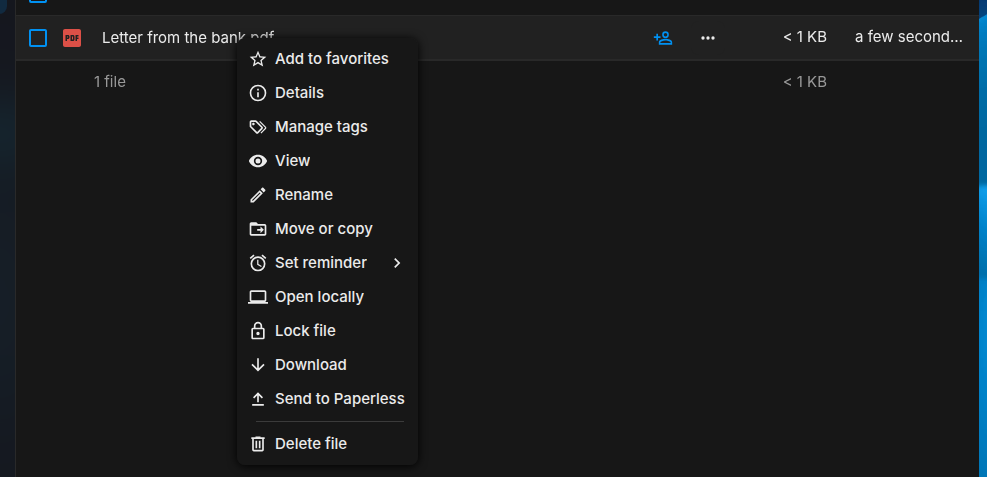 PDF Letter from the bank.pdf < 1 KB a few second...
1 file < 1 KB
Add to favorites
Details
Manage tags
View
Rename
Move or copy
Set reminder
Open locally
Lock file
Download
Send to Paperless
Delete file